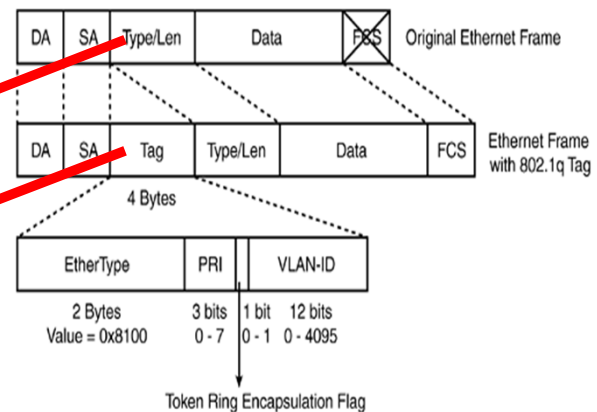 DA SA Type/Len Data FCS Original Ethernet Frame
DA SA Tag Type/Len Data FCS Ethernet Frame
with 802.1q Tag
4 Bytes
EtherType PRI VLAN-ID
2 Bytes 3 bits 1 bit 12 bits
Value = 0x8100 0 - 7 0 - 1 0 - 4095
Token Ring Encapsulation Flag